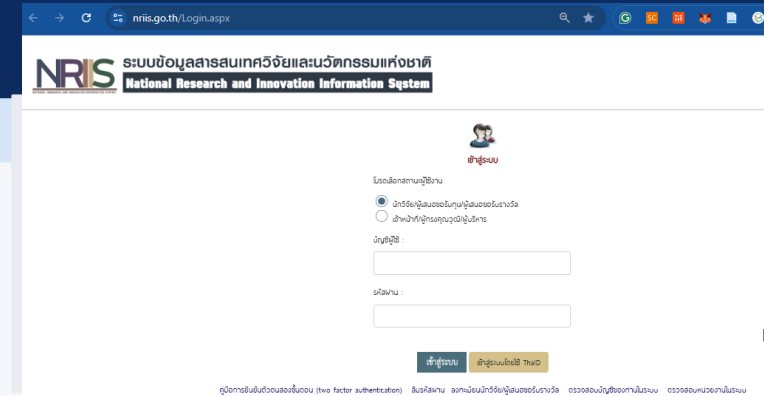 nriis.go.th/Login.aspx
NRIIS ระบบข้อมูลสารสนเทศวิจัยและนวัตกรรมแห่งชาติ
National Research and Innovation Information System
เข้าสู่ระบบ
โปรดเลือกสถานะผู้ใช้งาน
นักวิจัย/ผู้เสนอขอรับทุน/ผู้เสนอขอรับรางวัล
เจ้าหน้าที่/ผู้ทรงคุณวุฒิ/ผู้บริหาร
บัญชีผู้ใช้ :
รหัสผ่าน :
เข้าสู่ระบบ เข้าสู่ระบบโดยใช้ ThaID
คู่มือการยืนยันตัวตนสองขั้นตอน (two factor authentication) ลืมรหัสผ่าน ลงทะเบียนนักวิจัย/ผู้เสนอขอรับรางวัล ตรวจสอบบัญชีของท่านในระบบ ตรวจสอบหน่วยงานในระบบ